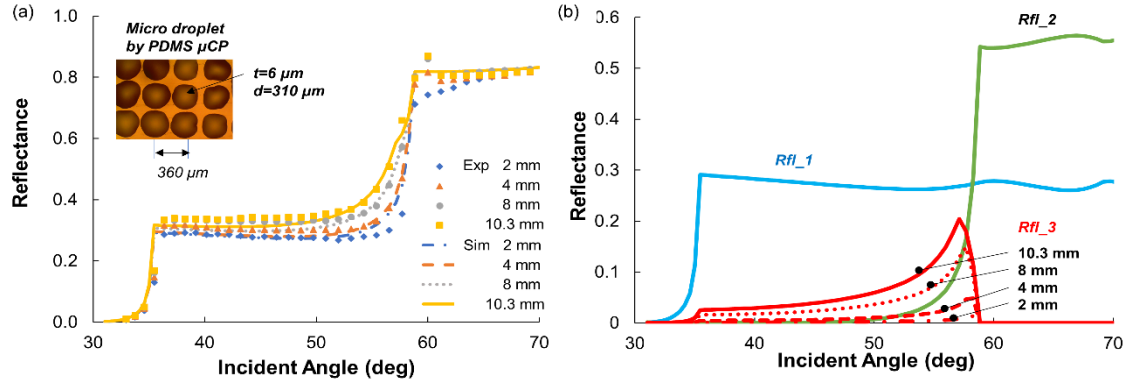 (a)
1.0
0.8
0.6
0.4
0.2
0.0
Reflectance
Micro droplet
by PDMS µCP
t=6 µm
d=310 µm
360 µm
Exp 2 mm
4 mm
8 mm
10.3 mm
Sim 2 mm
4 mm
8 mm
10.3 mm
30 40 50 60 70
Incident Angle (deg)
(b)
0.6
0.5
0.4
0.3
0.2
0.1
0
Reflectance
Rfl_2
Rfl_1
Rfl_3
10.3 mm
8 mm
4 mm
2 mm
30 40 50 60 70
Incident Angle (deg)